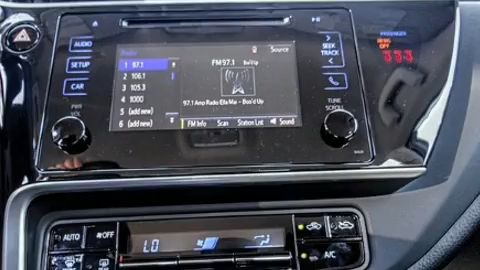 AUDIO
SETUP
CAR
PWR
VOL
Radio
Source
1 97.1
2 106.1
3 105.3
4 1000
5 (add new)
6 (add new)
FM 97.1
Boo'd Up
97.1 Amp Radio Ella Mai - Boo'd Up
FM Info
Scan
Station List
Sound
SEEK
TRACK
TUNE
SCROLL
PASSENGER
OFF
AUTO
OFF
LO
A/C